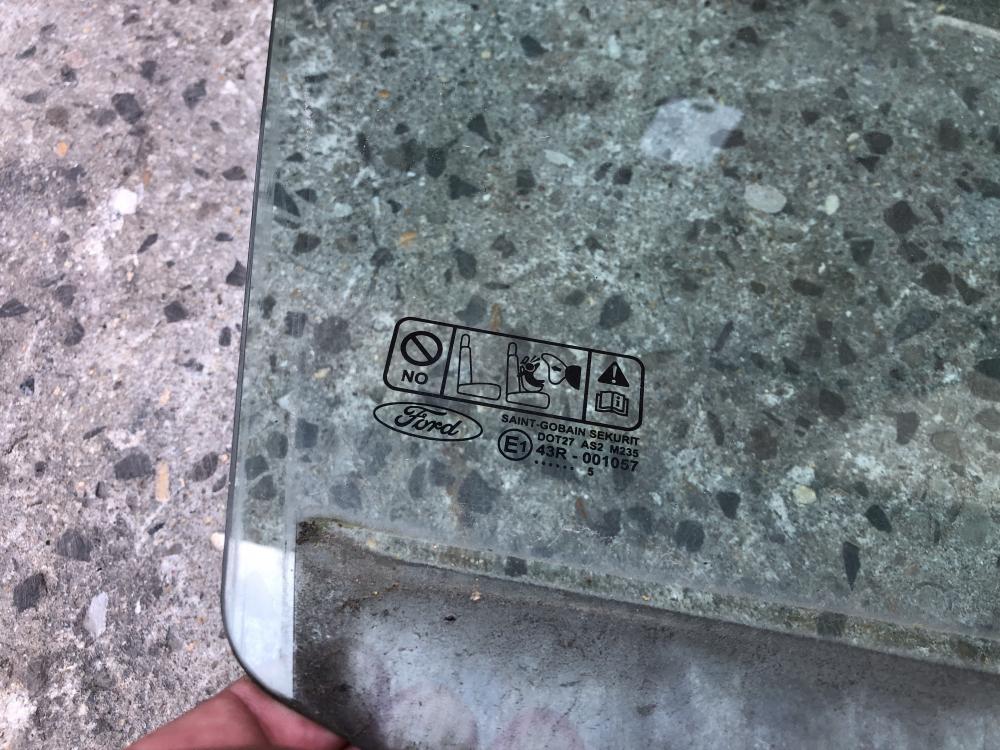 NO
Ford
SAINT-GOBAIN SEKURIT
DOT27 AS2 M235
E1 43R - 001057
...... 5